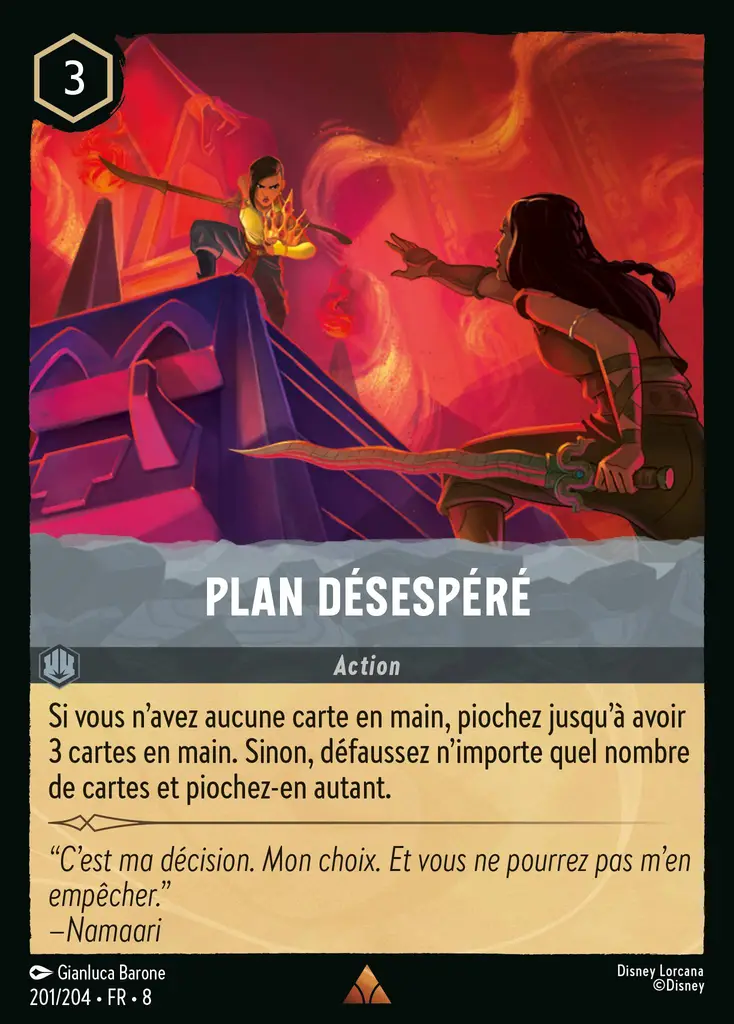 3
PLAN DÉSESPÉRÉ
Action
Si vous n’avez aucune carte en main, piochez jusqu’à avoir
3 cartes en main. Sinon, défaussez n’importe quel nombre
de cartes et piochez-en autant.
“C’est ma décision. Mon choix. Et vous ne pourrez pas m’en
empêcher.”
–Namaari
Gianluca Barone
201/204 • FR • 8
Disney Lorcana
©Disney